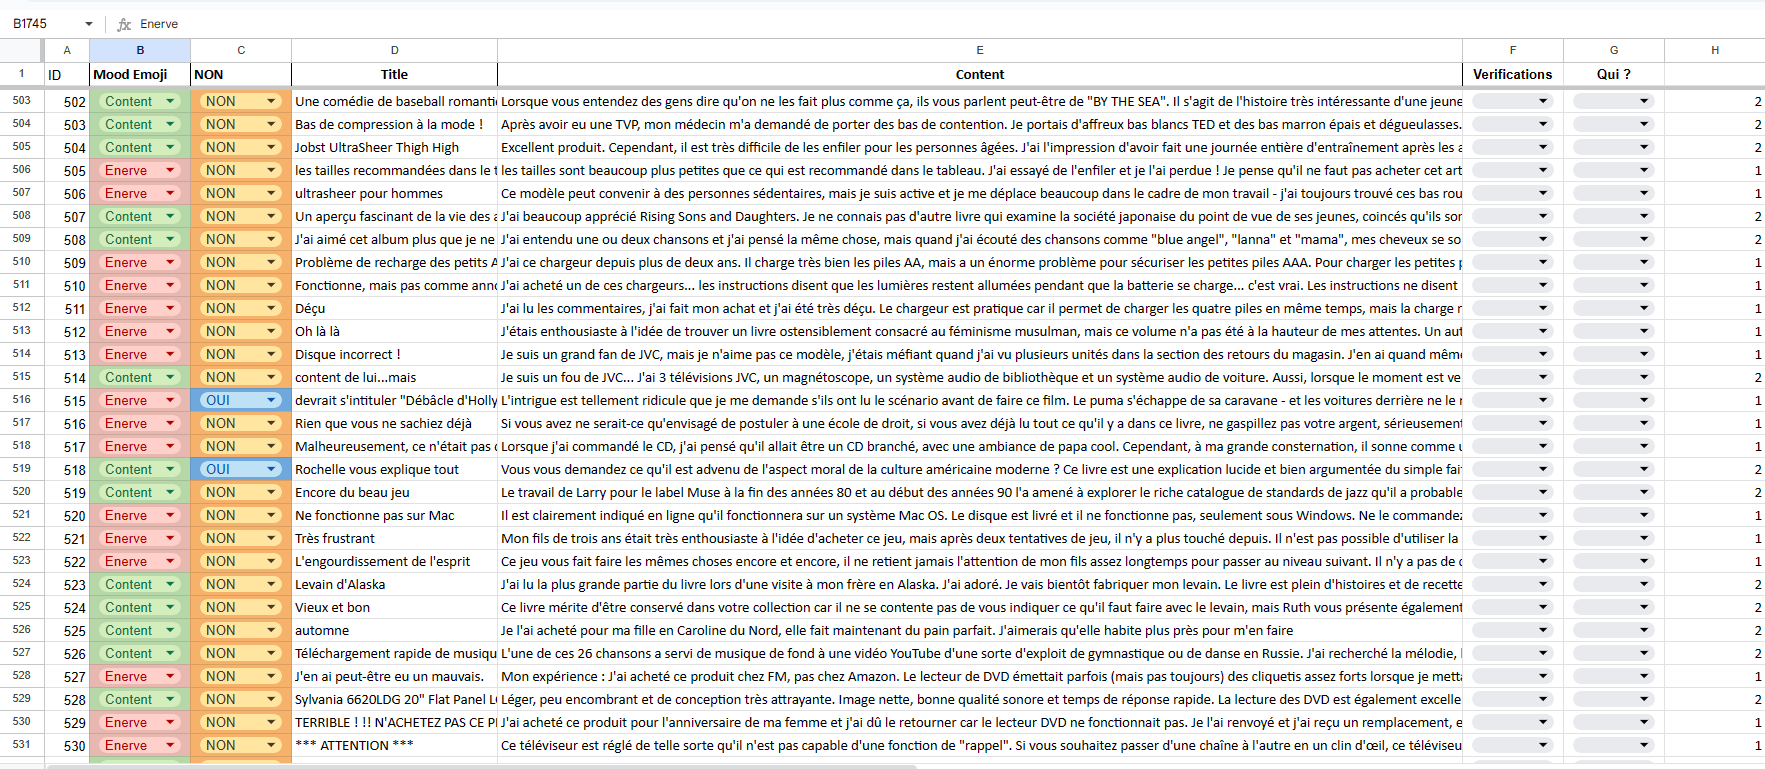 B1745 fx Enerve
A B C D E F G H
1 ID Mood Emoji NON Title Content Verifications Qui ?
503 502 Content NON Une comédie de baseball romanti Lorsque vous entendez des gens dire qu'on ne les fait plus comme ça, ils vous parlent peut-être de "BY THE SEA". Il s'agit de l'histoire très intéressante d'une jeune 2
504 503 Content NON Bas de compression à la mode ! Après avoir eu une TVP, mon médecin m'a demandé de porter des bas de contention. Je portais d'affreux bas blancs TED et des bas marron épais et dégueulasses. 2
505 504 Content NON Jobst UltraSheer Thigh High Excellent produit. Cependant, il est très difficile de les enfiler pour les personnes âgées. J'ai l'impression d'avoir fait une journée entière d'entraînement après les a 2
506 505 Enerve NON les tailles recommandées dans le t les tailles sont beaucoup plus petites que ce qui est recommandé dans le tableau. J'ai essayé de l'enfiler et je l'ai perdue ! Je pense qu'il ne faut pas acheter cet art 1
507 506 Enerve NON ultrasheer pour hommes Ce modèle peut convenir à des personnes sédentaires, mais je suis active et je me déplace beaucoup dans le cadre de mon travail - j'ai toujours trouvé ces bas rou 1
508 507 Content NON Un aperçu fascinant de la vie des a J'ai beaucoup apprécié Rising Sons and Daughters. Je ne connais pas d'autre livre qui examine la société japonaise du point de vue de ses jeunes, coincés qu'ils sor 2
509 508 Content NON J'ai aimé cet album plus que je ne J'ai entendu une ou deux chansons et j'ai pensé la même chose, mais quand j'ai écouté des chansons comme "blue angel", "lanna" et "mama", mes cheveux se so 2
510 509 Enerve NON Problème de recharge des petits A J'ai ce chargeur depuis plus de deux ans. Il charge très bien les piles AA, mais a un énorme problème pour sécuriser les petites piles AAA. Pour charger les petites p 1
511 510 Enerve NON Fonctionne, mais pas comme anno J'ai acheté un de ces chargeurs... les instructions disent que les lumières restent allumées pendant que la batterie se charge... c'est vrai. Les instructions ne disent 1
512 511 Enerve NON Déçu J'ai lu les commentaires, j'ai fait mon achat et j'ai été très déçu. Le chargeur est pratique car il permet de charger les quatre piles en même temps, mais la charge r 1
513 512 Enerve NON Oh là là J'étais enthousiaste à l'idée de trouver un livre ostensiblement consacré au féminisme musulman, mais ce volume n'a pas été à la hauteur de mes attentes. Un aut 1
514 513 Enerve NON Disque incorrect ! Je suis un grand fan de JVC, mais je n'aime pas ce modèle, j'étais méfiant quand j'ai vu plusieurs unités dans la section des retours du magasin. J'en ai quand mêm 1
515 514 Content NON content de lui...mais Je suis un fou de JVC... J'ai 3 télévisions JVC, un magnétoscope, un système audio de bibliothèque et un système audio de voiture. Aussi, lorsque le moment est ve 2
516 515 Enerve OUI devrait s'intituler "Débâcle d'Holly L'intrigue est tellement ridicule que je me demande s'ils ont lu le scénario avant de faire ce film. Le puma s'échappe de sa caravane - et les voitures derrière ne le r 1
517 516 Enerve NON Rien que vous ne sachiez déjà Si vous avez ne serait-ce qu'envisagé de postuler à une école de droit, si vous avez déjà lu tout ce qu'il y a dans ce livre, ne gaspillez pas votre argent, sérieusement 1
518 517 Enerve NON Malheureusement, ce n'était pas c Lorsque j'ai commandé le CD, j'ai pensé qu'il allait être un CD branché, avec une ambiance de papa cool. Cependant, à ma grande consternation, il sonne comme u 1
519 518 Content OUI Rochelle vous explique tout Vous vous demandez ce qu'il est advenu de l'aspect moral de la culture américaine moderne ? Ce livre est une explication lucide et bien argumentée du simple fai 2
520 519 Content NON Encore du beau jeu Le travail de Larry pour le label Muse à la fin des années 80 et au début des années 90 l'a amené à explorer le riche catalogue de standards de jazz qu'il a probable 2
521 520 Enerve NON Ne fonctionne pas sur Mac Il est clairement indiqué en ligne qu'il fonctionnera sur un système Mac OS. Le disque est livré et il ne fonctionne pas, seulement sous Windows. Ne le commandez 1
522 521 Enerve NON Très frustrant Mon fils de trois ans était très enthousiaste à l'idée d'acheter ce jeu, mais après deux tentatives de jeu, il n'y a plus touché depuis. Il n'est pas possible d'utiliser la 1
523 522 Enerve NON L'engourdissement de l'esprit Ce jeu vous fait faire les mêmes choses encore et encore, il ne retient jamais l'attention de mon fils assez longtemps pour passer au niveau suivant. Il n'y a pas de c 1
524 523 Content NON Levain d'Alaska J'ai lu la plus grande partie du livre lors d'une visite à mon frère en Alaska. J'ai adoré. Je vais bientôt fabriquer mon levain. Le livre est plein d'histoires et de recette 2
525 524 Content NON Vieux et bon Ce livre mérite d'être conservé dans votre collection car il ne se contente pas de vous indiquer ce qu'il faut faire avec le levain, mais Ruth vous présente également 2
526 525 Content NON automne Je l'ai acheté pour ma fille en Caroline du Nord, elle fait maintenant du pain parfait. J'aimerais qu'elle habite plus près pour m'en faire 2
527 526 Content NON Téléchargement rapide de musiqu L'une de ces 26 chansons a servi de musique de fond à une vidéo YouTube d'une sorte d'exploit de gymnastique ou de danse en Russie. J'ai recherché la mélodie, 2
528 527 Enerve NON J'en ai peut-être eu un mauvais. Mon expérience : J'ai acheté ce produit chez FM, pas chez Amazon. Le lecteur de DVD émettait parfois (mais pas toujours) des cliquetis assez forts lorsque je mett 1
529 528 Content NON Sylvania 6620LDG 20" Flat Panel LC Léger, peu encombrant et de conception très attrayante. Image nette, bonne qualité sonore et temps de réponse rapide. La lecture des DVD est également excelle 2
530 529 Enerve NON TERRIBLE ! !! N'ACHETEZ PAS CE P J'ai acheté ce produit pour l'anniversaire de ma femme et j'ai dû le retourner car le lecteur DVD ne fonctionnait pas. Je l'ai renvoyé et j'ai reçu un remplacement, e 1
531 530 Enerve NON *** ATTENTION *** Ce téléviseur est réglé de telle sorte qu'il n'est pas capable d'une fonction de "rappel". Si vous souhaitez passer d'une chaîne à l'autre en un clin d'œil, ce téléviseu 1